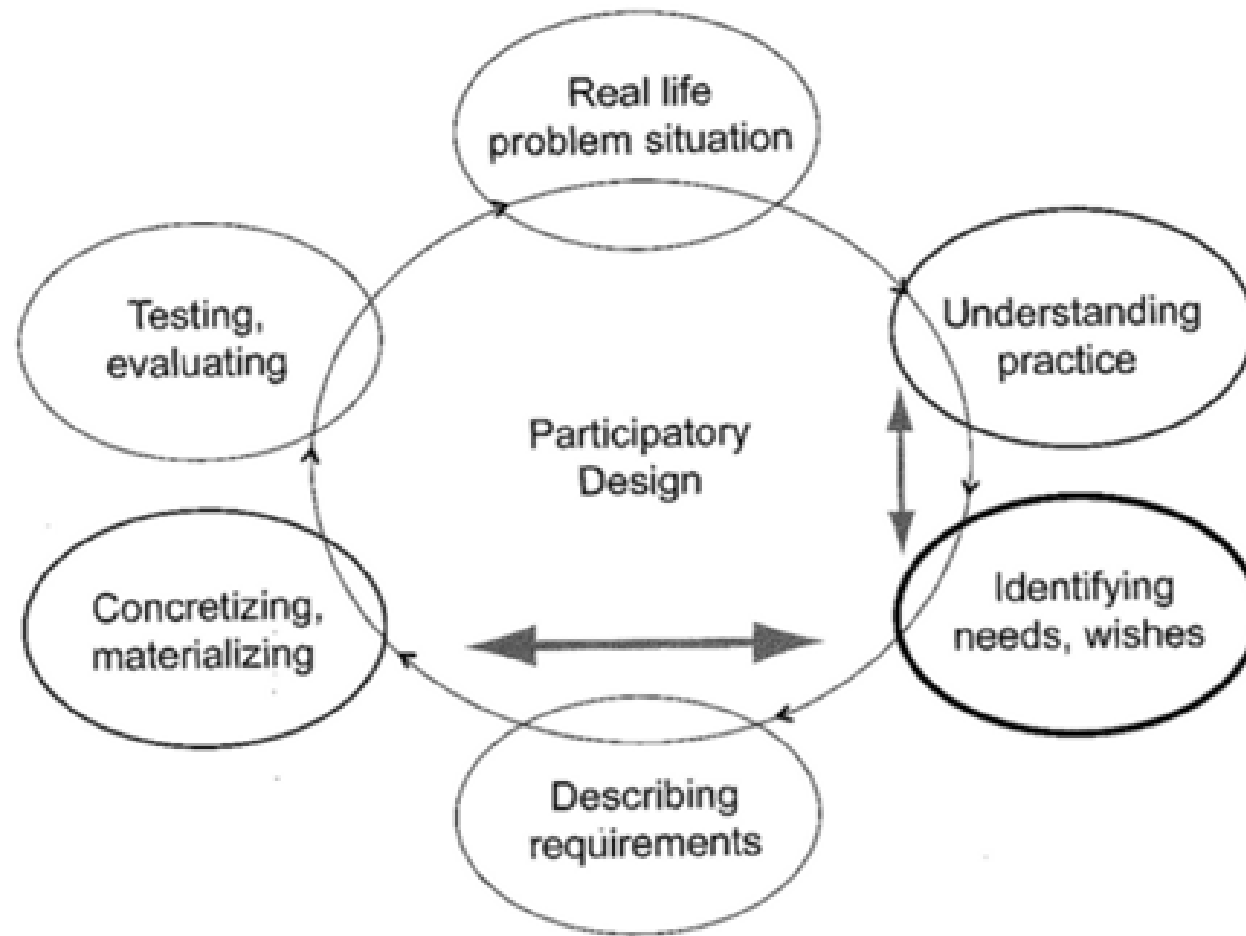 Real life
problem situation
Understanding
practice
Identifying
needs, wishes
Describing
requirements
Concretizing,
materializing
Testing,
evaluating
Participatory
Design